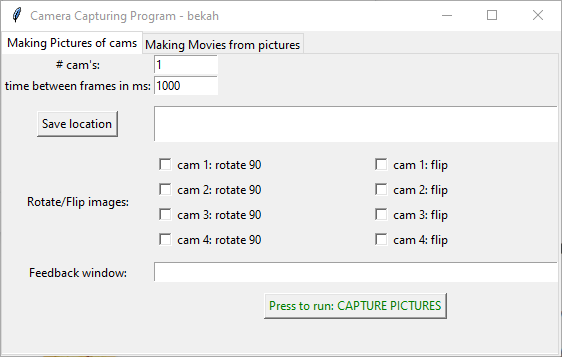 Camera Capturing Program - bekah
Making Pictures of cams Making Movies from pictures
# cam's: 1
time between frames in ms: 1000
Save location
cam 1: rotate 90 cam 1: flip
cam 2: rotate 90 cam 2: flip
Rotate/Flip images:
cam 3: rotate 90 cam 3: flip
cam 4: rotate 90 cam 4: flip
Feedback window:
Press to run: CAPTURE PICTURES